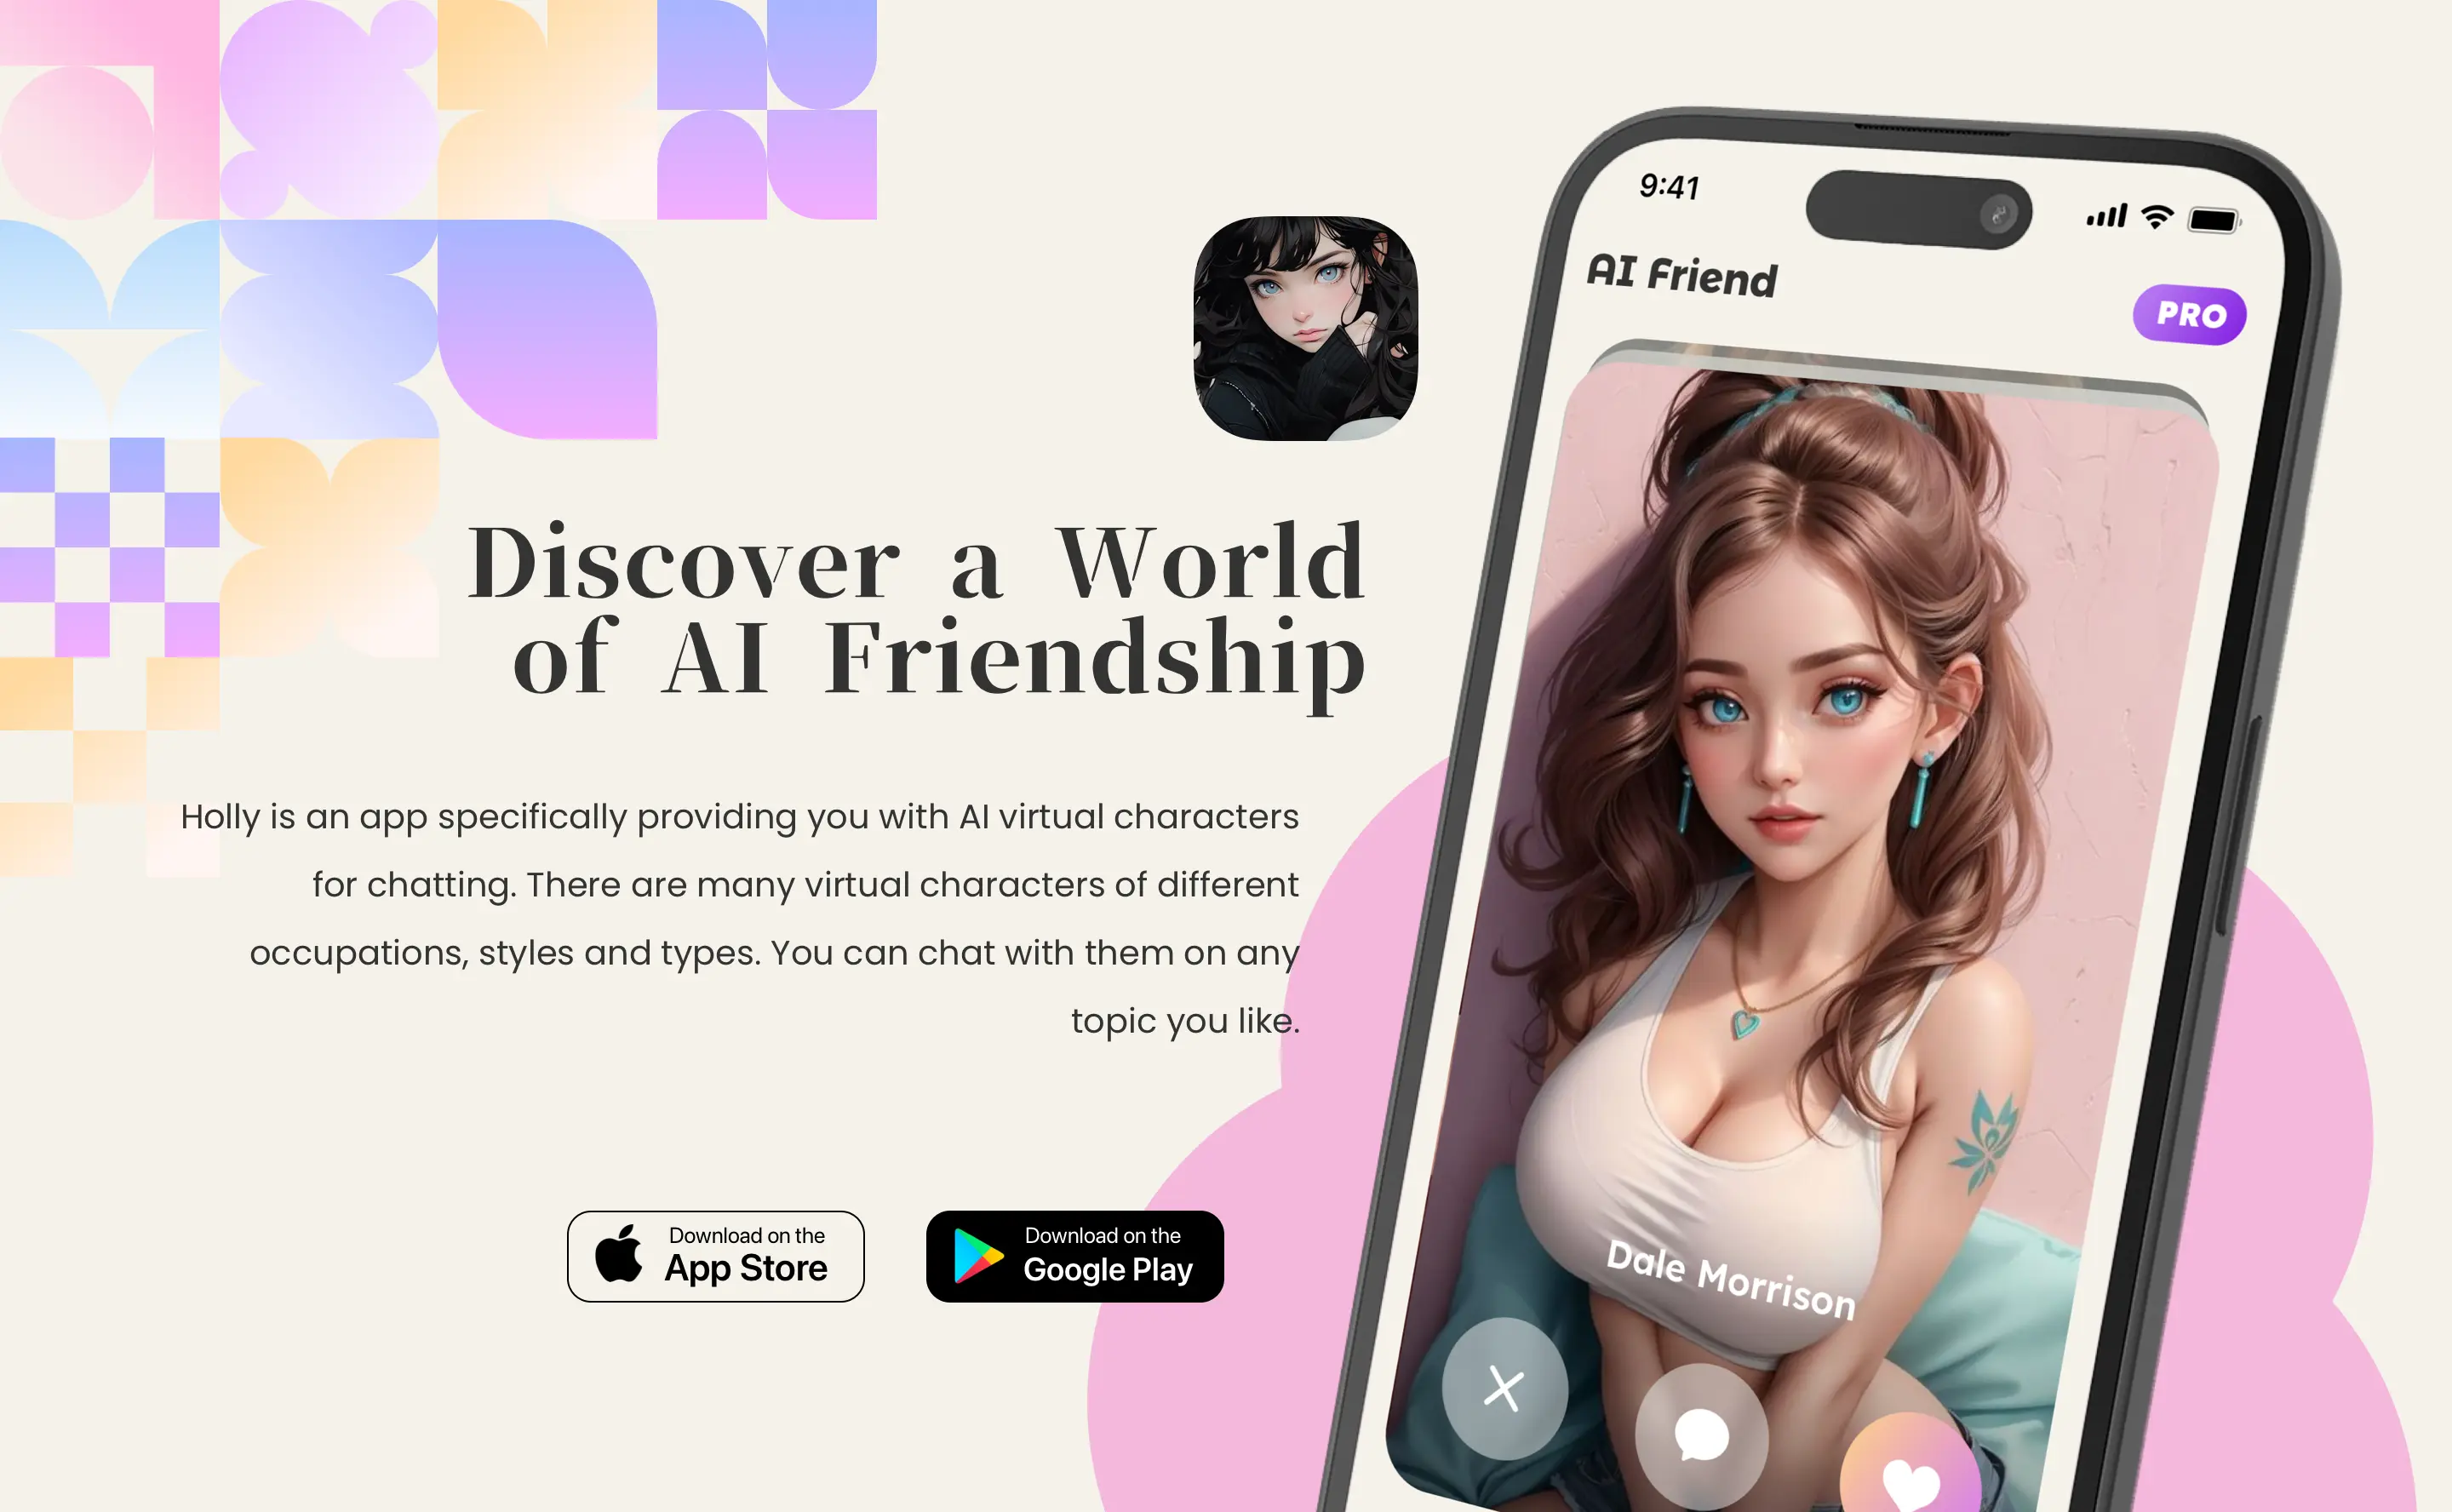 Discover a World
of AI Friendship
Holly is an app specifically providing you with AI virtual characters
for chatting. There are many virtual characters of different
occupations, styles and types. You can chat with them on any
topic you like.
Download on the
App Store
Download on the
Google Play
9:41
AI Friend
PRO
Dale Morrison